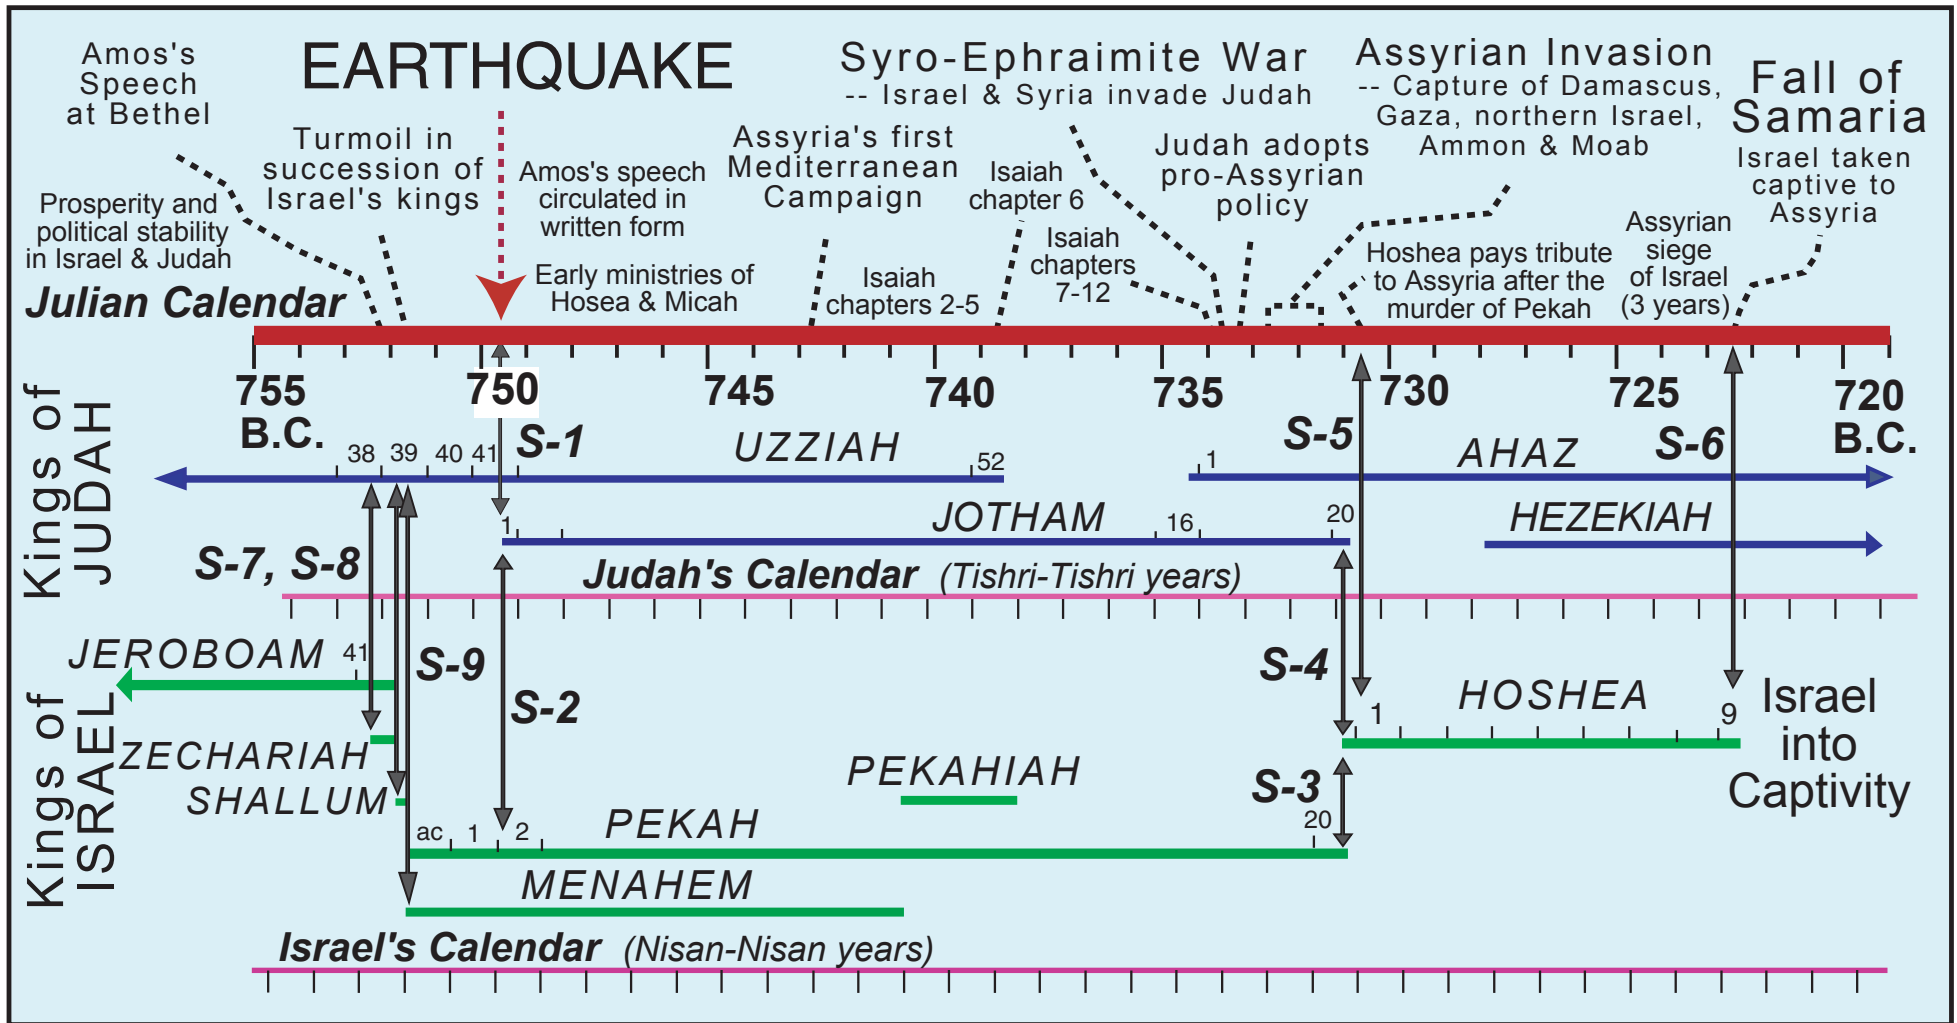 Amos's
Speech
at Bethel
EARTHQUAKE
Syro-Ephraimite War
-- Israel & Syria invade Judah
Assyrian Invasion
-- Capture of Damascus,
Gaza, northern Israel,
Ammon & Moab
Fall of
Samaria
Israel taken
captive to
Assyria
Turmoil in
succession of
Israel's kings
Amos's speech
circulated in
written form
Assyria's first
Mediterranean
Campaign
Isaiah
chapter 6
Judah adopts
pro-Assyrian
policy
Prosperity and
political stability
in Israel & Judah
Early ministries of
Hosea & Micah
Isaiah
chapters 2-5
Isaiah
chapters
7-12
Hoshea pays tribute
to Assyria after the
murder of Pekah
Assyrian
siege
of Israel
(3 years)
Julian Calendar
755 750 745 740 735 730 725 720
B.C. B.C.
Kings of
JUDAH
38 39 40 41 S-1 UZZIAH 52 1 S-5 AHAZ S-6
1 JOTHAM 16 20 HEZEKIAH
S-7, S-8
Judah's Calendar (Tishri-Tishri years)
Kings of
ISRAEL
JEROBOAM 41 S-9 S-4
S-2 1 HOSHEA 9
Israel
into
Captivity
ZECHARIAH
SHALLUM
PEKAHIAH S-3
ac 1 2 PEKAH 20
MENAHEM
Israel's Calendar (Nisan-Nisan years)